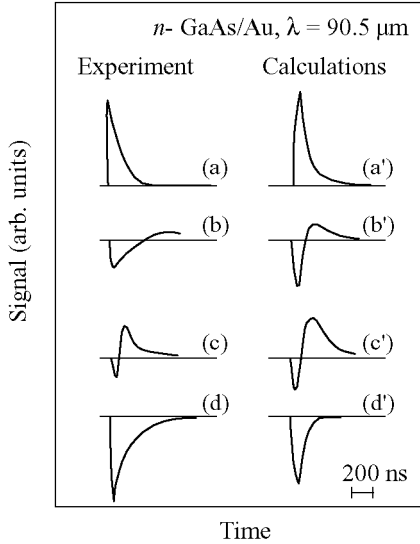 n- GaAs/Au, λ = 90.5 μm
Experiment Calculations
Signal (arb. units)
(a) (a')
(b) (b')
(c) (c')
(d) (d')
200 ns
Time